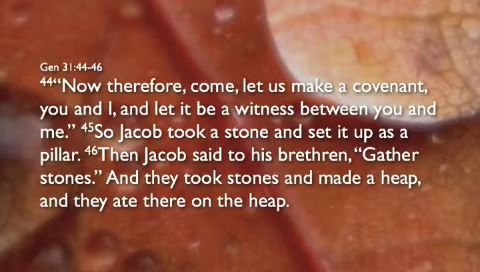 Gen 31:44-46
44“Now therefore, come, let us make a covenant,
you and I, and let it be a witness between you and
me.” 45So Jacob took a stone and set it up as a
pillar. 46Then Jacob said to his brethren, “Gather
stones.” And they took stones and made a heap,
and they ate there on the heap.